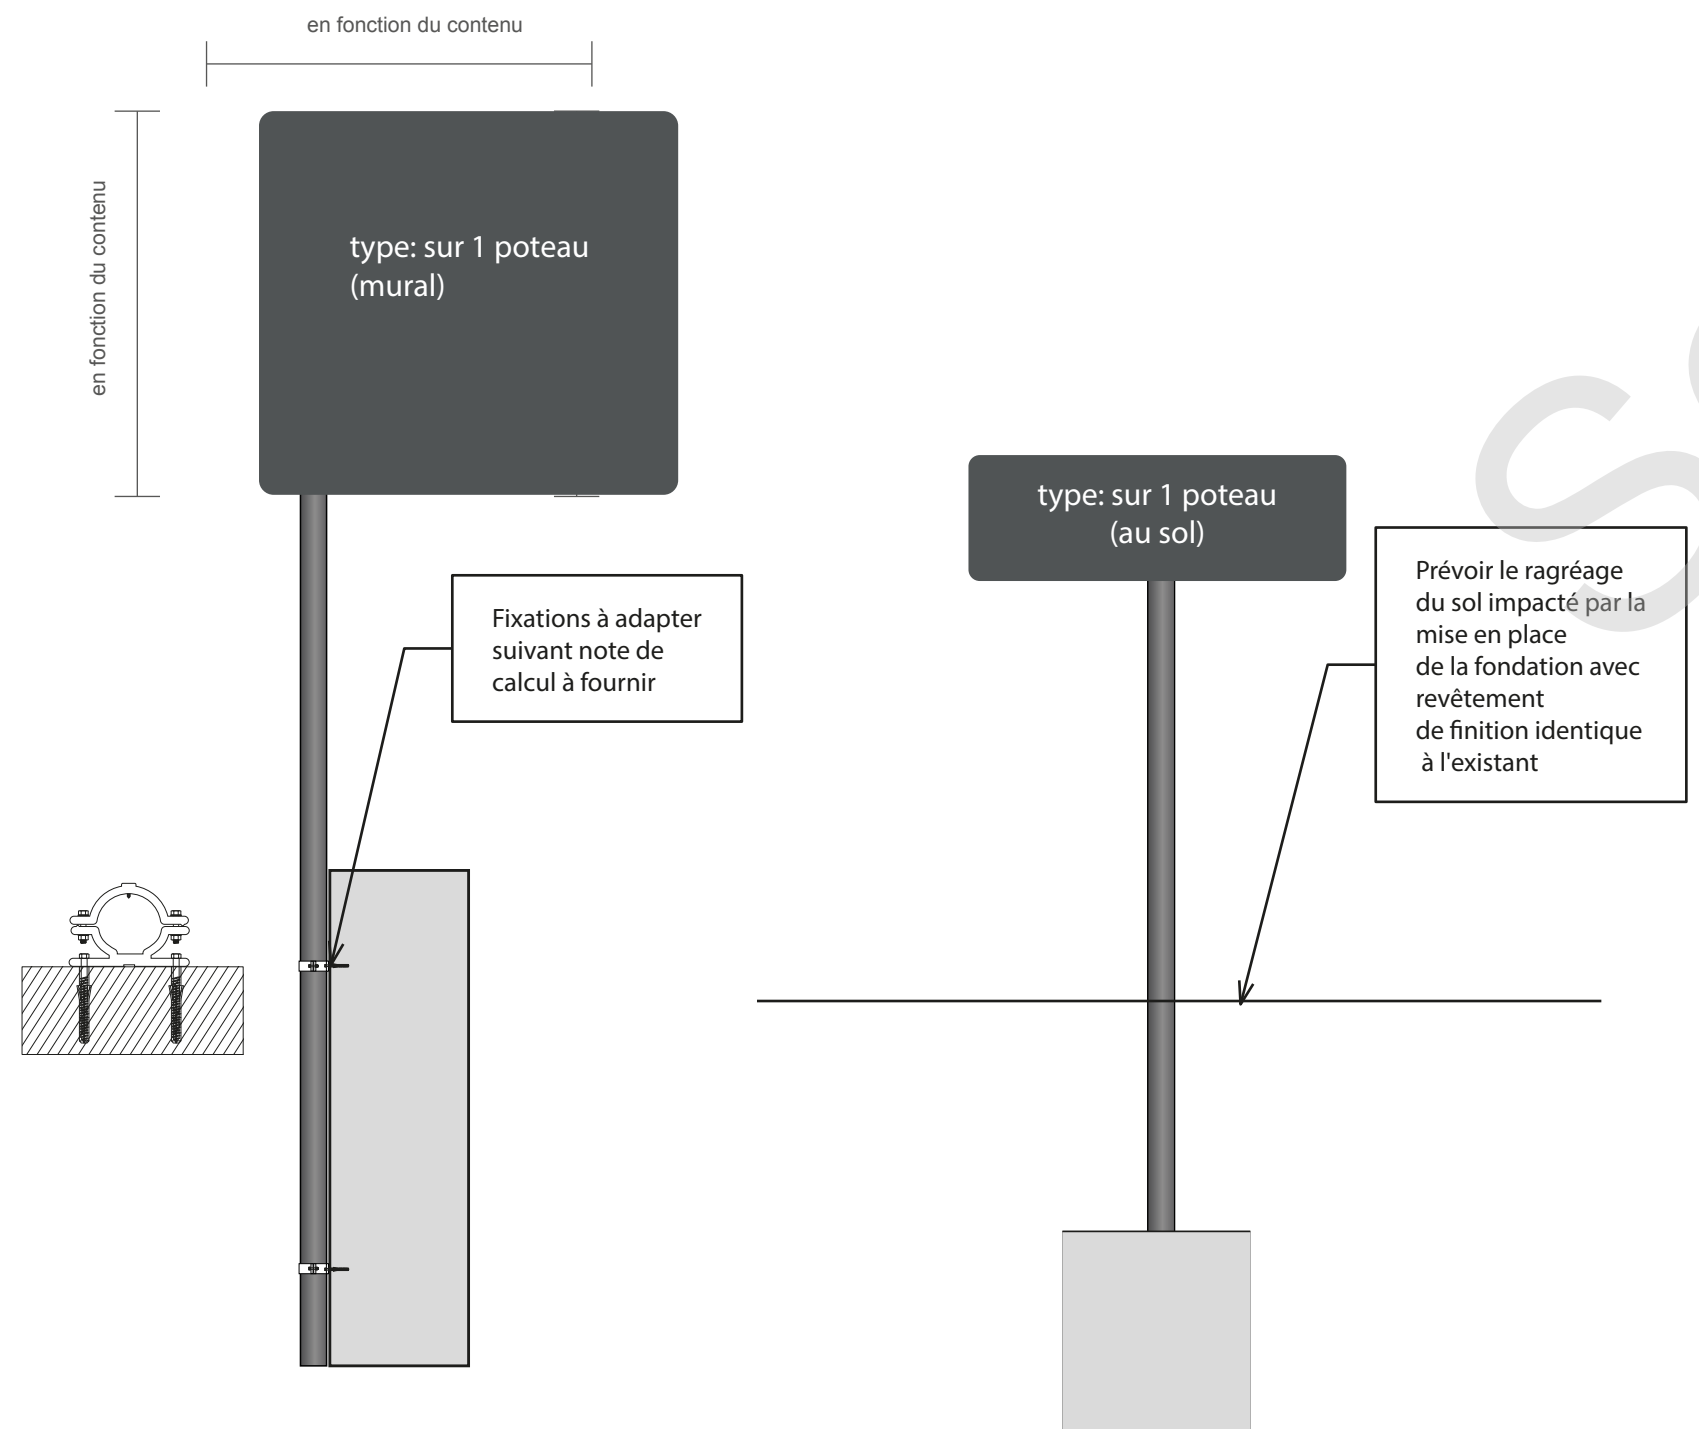 en fonction du contenu
en fonction du contenu
type: sur 1 poteau
(mural)
type: sur 1 poteau
(au sol)
Fixations à adapter
suivant note de
calcul à fournir
Prévoir le ragréage
du sol impacté par la
mise en place
de la fondation avec
revêtement
de finition identique
à l'existant